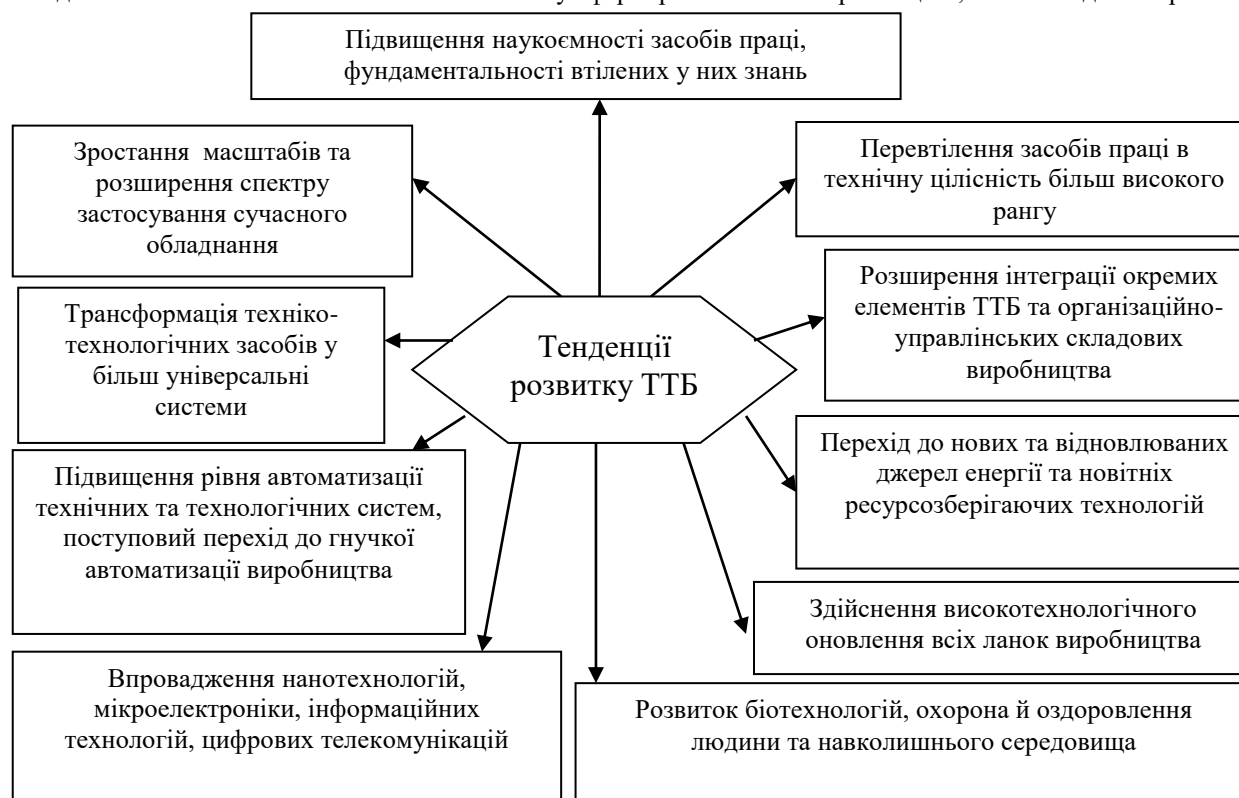 Підвищення наукоємності засобів праці,
фундаментальності втілених у них знань
Зростання масштабів та
розширення спектру
застосування сучасного
обладнання
Перевтілення засобів праці в
технічну цілісність більш високого
рангу
Трансформація техніко-
технологічних засобів у
більш універсальні
системи
Тенденції
розвитку ТТБ
Розширення інтеграції окремих
елементів ТТБ та організаційно-
управлінських складових
виробництва
Підвищення рівня автоматизації
технічних та технологічних систем,
поступовий перехід до гнучкої
автоматизації виробництва
Перехід до нових та відновлюваних
джерел енергії та новітніх
ресурсозберігаючих технологій
Здійснення високотехнологічного
оновлення всіх ланок виробництва
Впровадження нанотехнологій,
мікроелектроніки, інформаційних
технологій, цифрових телекомунікацій
Розвиток біотехнологій, охорона й оздоровлення
людини та навколишнього середовища